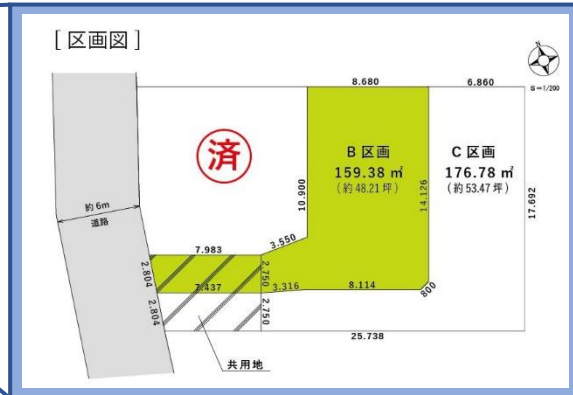 [区画図]
N
S=1/200
8.680
6.860
済
B区画
159.38 ㎡
(約48.21坪)
C区画
176.78 ㎡
(約53.47坪)
10.900
14.126
17.692
約6m
道路
7.983
3.550
2.804
7.437
2.750
3.316
8.114
800
2.804
2.750
25.738
共用地